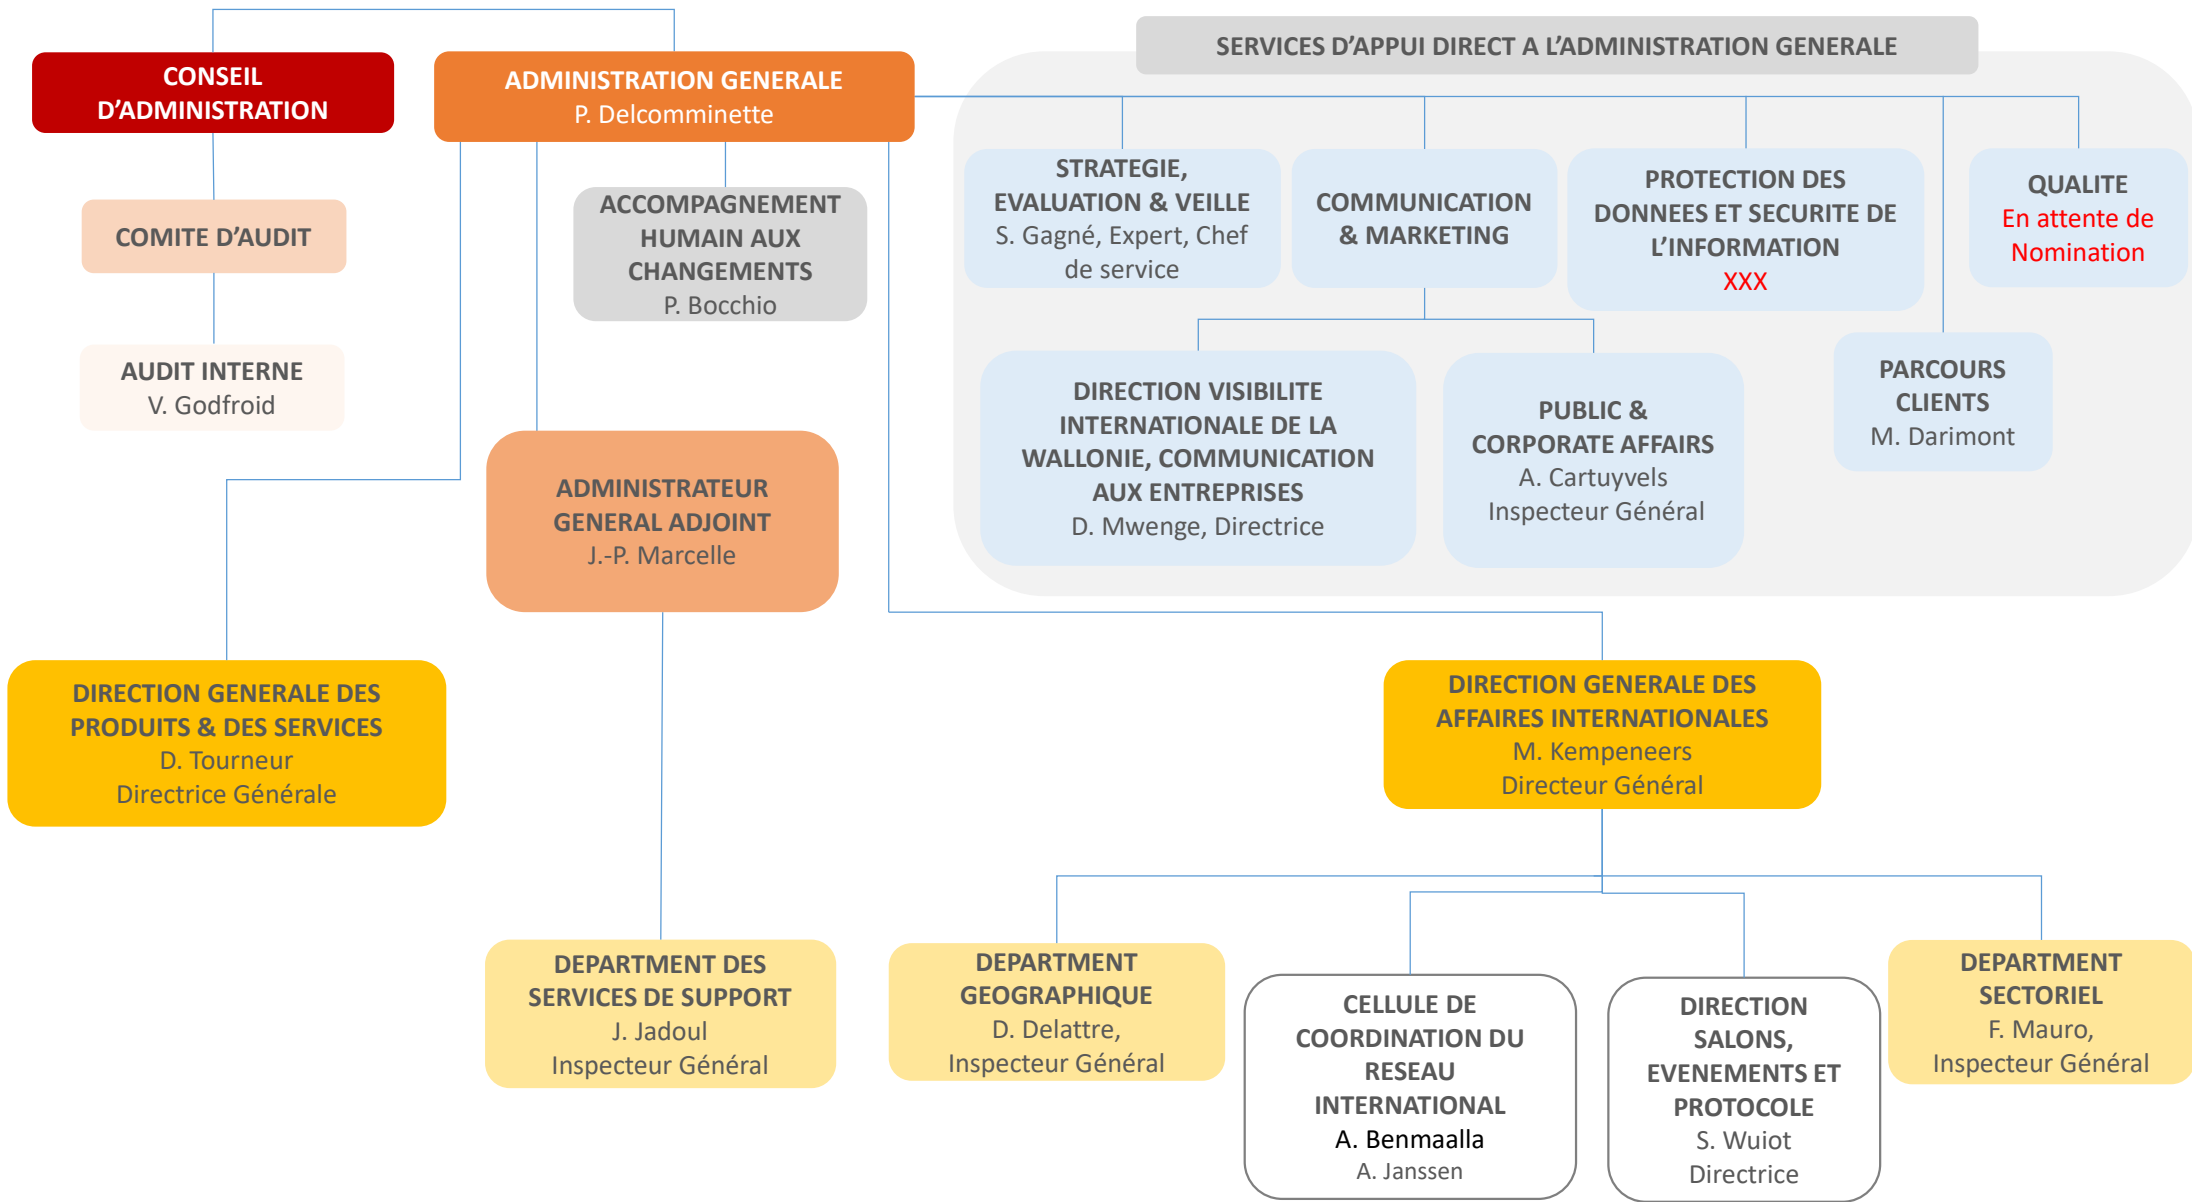 CONSEIL
D’ADMINISTRATION
ADMINISTRATION GENERALE
P. Delcomminette
SERVICES D’APPUI DIRECT A L’ADMINISTRATION GENERALE
COMITE D’AUDIT
AUDIT INTERNE
V. Godfroid
ACCOMPAGNEMENT
HUMAIN AUX
CHANGEMENTS
P. Bocchio
STRATEGIE,
EVALUATION & VEILLE
S. Gagné, Expert, Chef
de service
COMMUNICATION
& MARKETING
PROTECTION DES
DONNEES ET SECURITE DE
L’INFORMATION
XXX
QUALITE
En attente de
Nomination
DIRECTION VISIBILITE
INTERNATIONALE DE LA
WALLONIE, COMMUNICATION
AUX ENTREPRISES
D. Mwenge, Directrice
PUBLIC &
CORPORATE AFFAIRS
A. Cartuyvels
Inspecteur Général
PARCOURS
CLIENTS
M. Darimont
ADMINISTRATEUR
GENERAL ADJOINT
J.-P. Marcelle
DIRECTION GENERALE DES
PRODUITS & DES SERVICES
D. Tourneur
Directrice Générale
DIRECTION GENERALE DES
AFFAIRES INTERNATIONALES
M. Kempeneers
Directeur Général
DEPARTMENT DES
SERVICES DE SUPPORT
J. Jadoul
Inspecteur Général
DEPARTMENT
GEOGRAPHIQUE
D. Delattre,
Inspecteur Général
CELLULE DE
COORDINATION DU
RESEAU
INTERNATIONAL
A. Benmaalla
A. Janssen
DIRECTION
SALONS,
EVENEMENTS ET
PROTOCOLE
S. Wuiot
Directrice
DEPARTMENT
SECTORIEL
F. Mauro,
Inspecteur Général